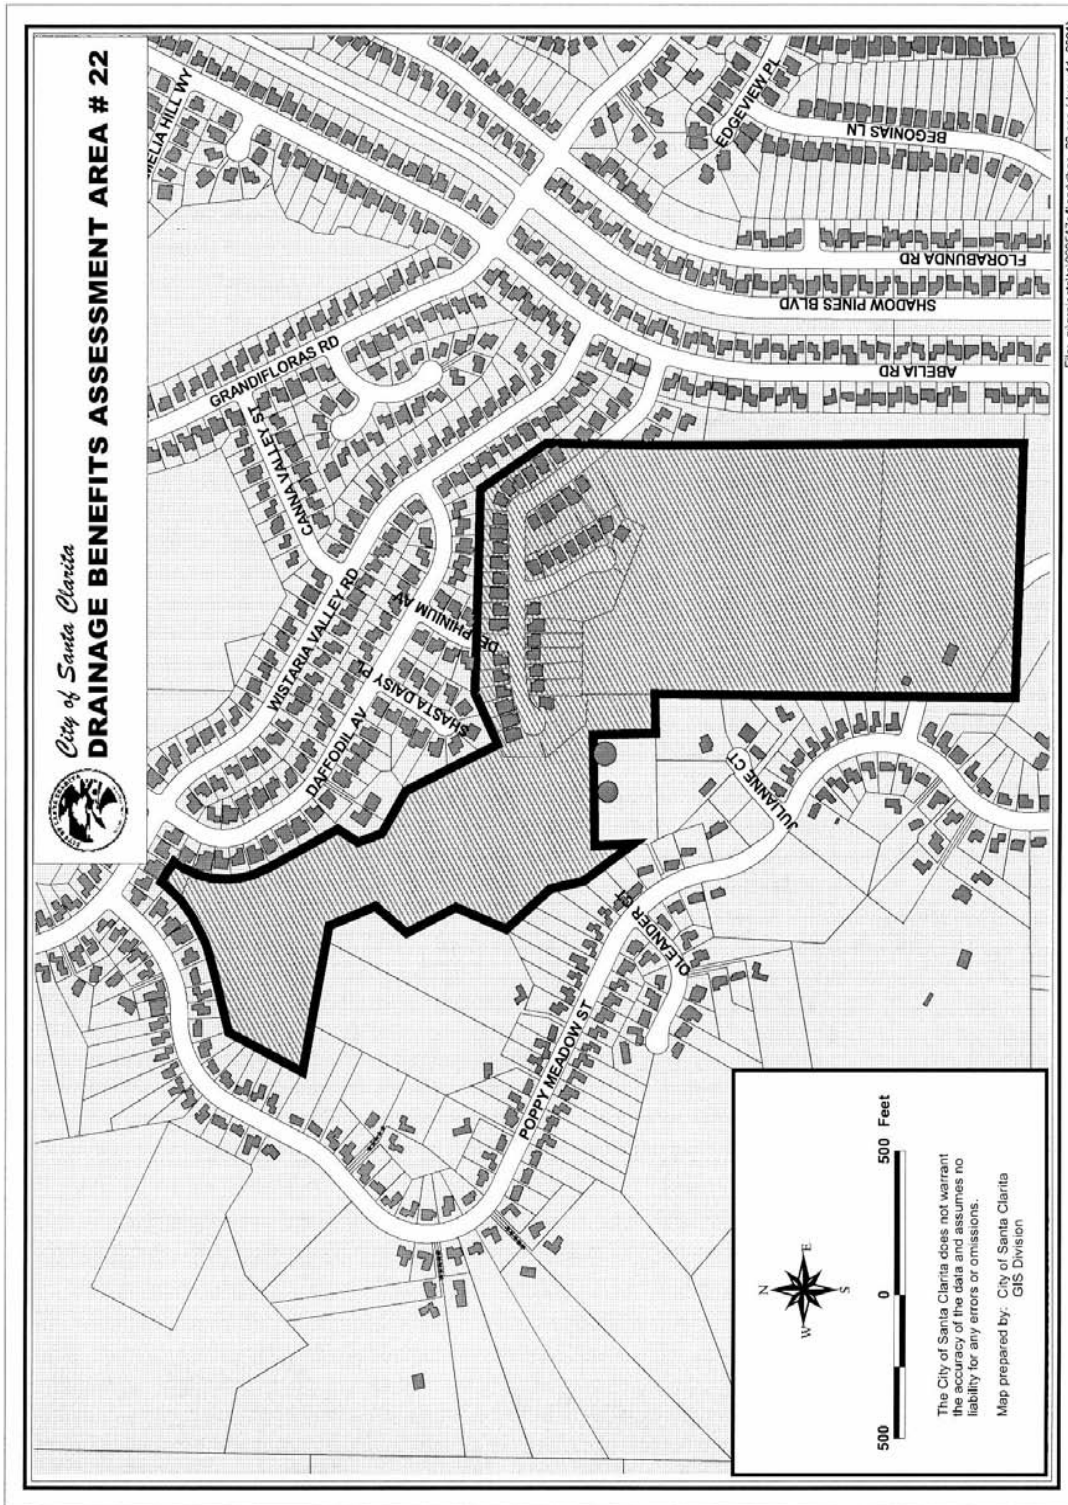 City of Santa Clarita
DRAINAGE BENEFITS ASSESSMENT AREA # 22
HILL WY
EDGEVIEW PL
BEGONIAS LN
FLORABUNDA RD
SHADOW PINES BLVD
ABELIA RD
GRANDIFLORAS RD
CANNA VALLEY ST
WISTARIA VALLEY RD
DELPHINIUM AV
SHASTA DAISY PL
DAFFODIL AV
JULIANNE CT
OLEANDER CT
POPPY MEADOW ST
N
W
E
S
500
0
500 Feet
The City of Santa Clarita does not warrant
the accuracy of the data and assumes no
liability for any errors or omissions.
Map prepared by: City of Santa Clarita
GIS Division